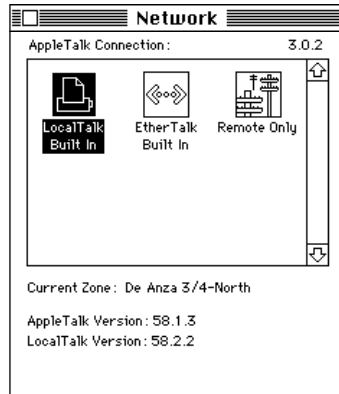 Network
AppleTalk Connection: 3.0.2
LocalTalk EtherTalk Remote Only
Built In Built In
Current Zone: De Anza 3/4-North
AppleTalk Version: 58.1.3
LocalTalk Version: 58.2.2